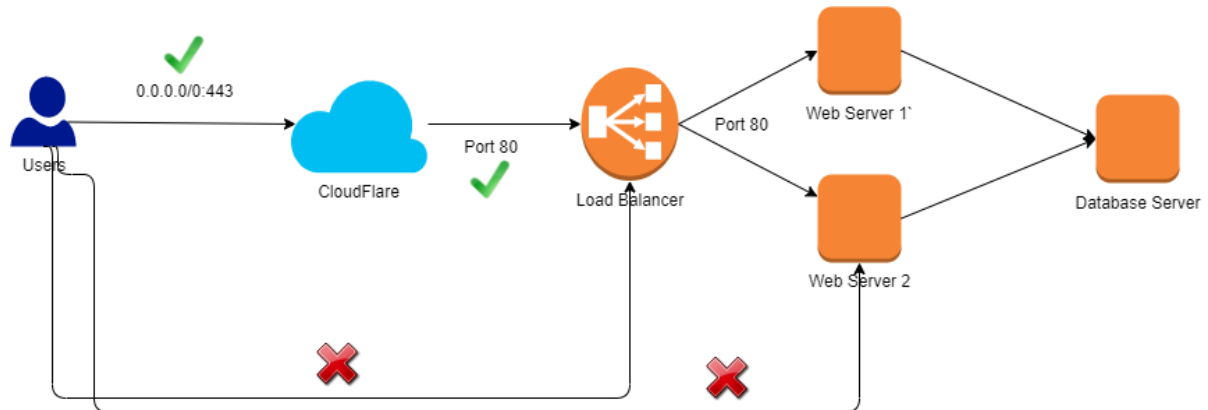 0.0.0.0/0:443
Users
CloudFlare
Port 80
Load Balancer
Port 80
Web Server 1`
Web Server 2
Database Server